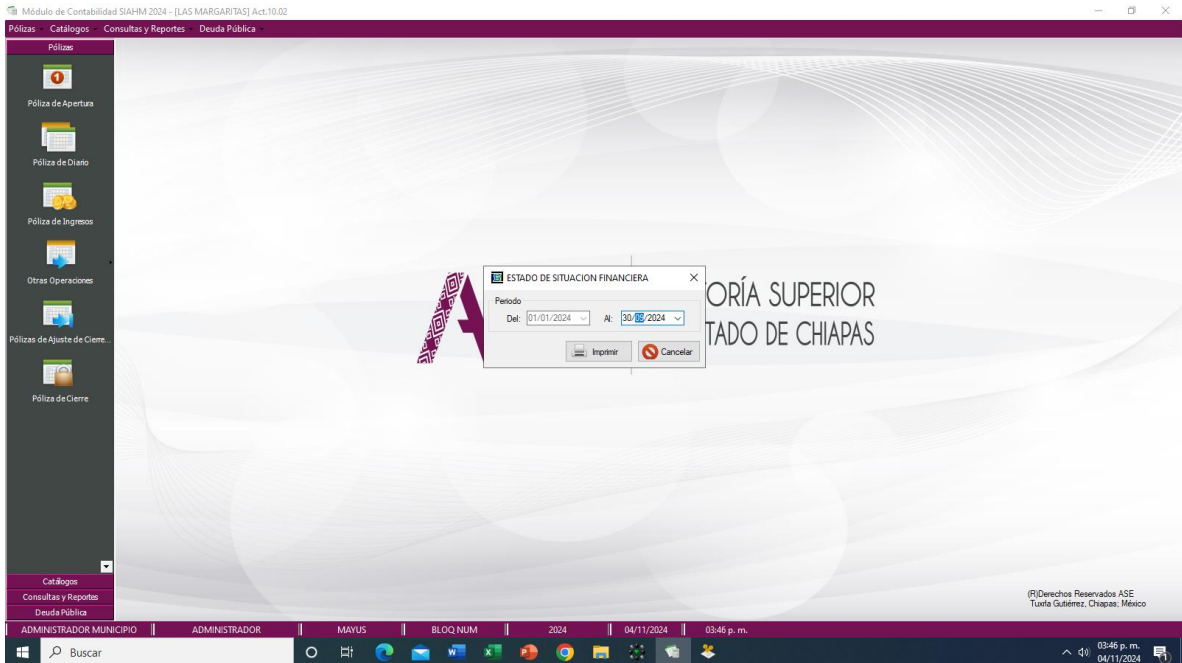 Módulo de Contabilidad SIAHM 2024 - [LAS MARGARITAS] Act.10.02
Pólizas Catálogos Consultas y Reportes Deuda Pública
Pólizas
1
Póliza de Apertura
Póliza de Diario
Póliza de Ingresos
Otras Operaciones
Pólizas de Ajuste de Cierre...
Póliza de Cierre
ESTADO DE SITUACION FINANCIERA
Periodo
Del: 01/01/2024 Al: 30/09/2024
Imprimir Cancelar
A
ORÍA SUPERIOR
TADO DE CHIAPAS
Catálogos
Consultas y Reportes
Deuda Pública
(R)Derechos Reservados ASE
Tuxtla Gutiérrez, Chiapas; México
ADMINISTRADOR MUNICIPIO ADMINISTRADOR MAYUS BLOQ NUM 2024 04/11/2024 03:46 p. m.
Buscar
03:46 p. m.
04/11/2024
1